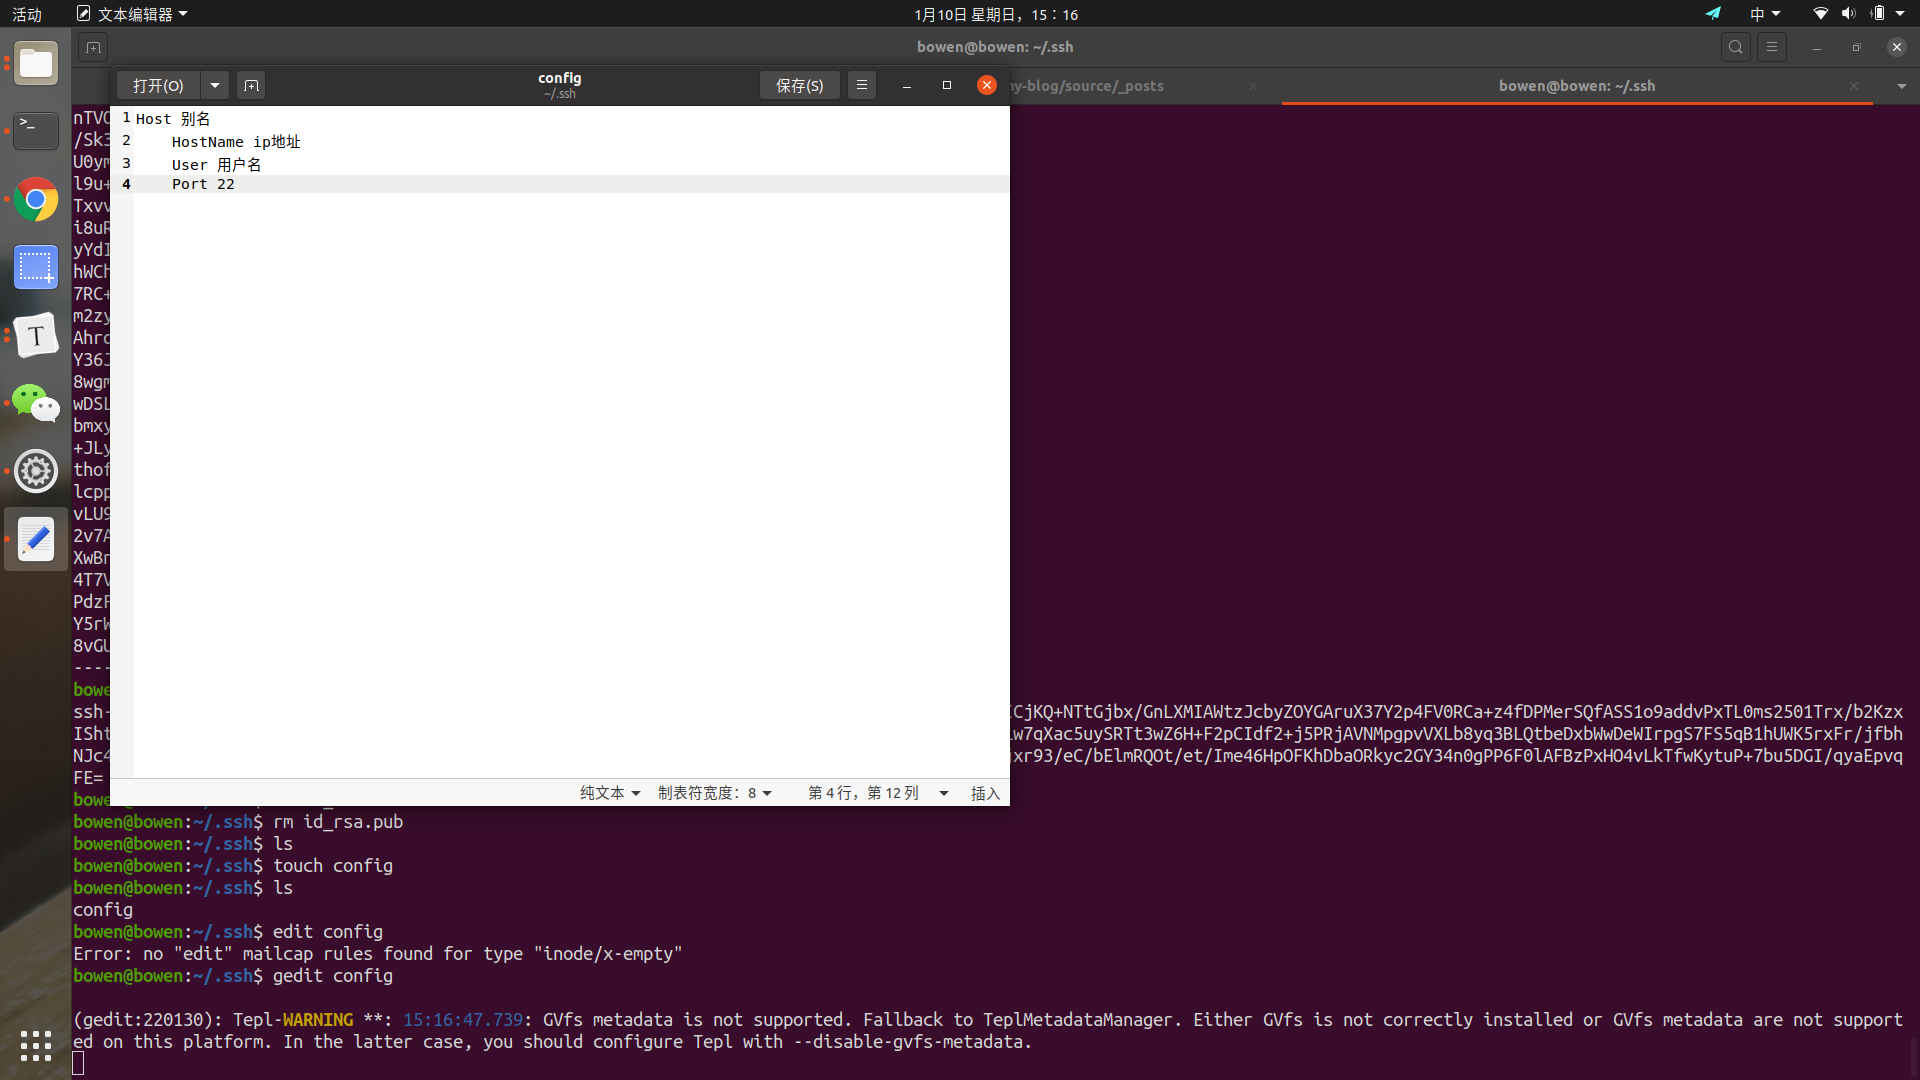 活动
文本编辑器
1月10日 星期日，15：16
中
bowen@bowen: ~/.ssh
ny-blog/source/_posts
bowen@bowen: ~/.ssh
打开(O)
config
~/.ssh
保存(S)
1 Host 别名
2 HostName ip地址
3 User 用户名
4 Port 22
nTVO
/Sk3
U0ym
l9u+
Txvv
i8uR
yYdI
hWCh
7RC+
m2zy
Ahrc
Y36J
8wgm
wDSL
bmxy
+JLy
thof
lcpp
vLU9
2v7A
XwBn
4T7V
PdzF
Y5rW
8vGU
----
bowe
ssh- CjKQ+NTtGjbx/GnLXMIAWtzJcbyZOYGAruX37Y2p4FV0RCa+z4fDPMerSQfASS1o9addvPxTL0ms2501Trx/b2Kzx
ISht w7qXac5uySRTt3wZ6H+F2pCIdf2+j5PRjAVNMpgpvVXLb8yq3BLQtbeDxbWwDeWIrpgS7FS5qB1hUWK5rxFr/jfbh
NJc4 xr93/eC/bElmRQOt/et/Ime46HpOFKhDbaORkyc2GY34n0gPP6F0lAFBzPxHO4vLkTfwKytuP+7bu5DGI/qyaEpvq
FE=
纯文本 制表符宽度：8 第 4 行，第 12 列 插入
bowe
bowen@bowen:~/.ssh$ rm id_rsa.pub
bowen@bowen:~/.ssh$ ls
bowen@bowen:~/.ssh$ touch config
bowen@bowen:~/.ssh$ ls
config
bowen@bowen:~/.ssh$ edit config
Error: no "edit" mailcap rules found for type "inode/x-empty"
bowen@bowen:~/.ssh$ gedit config
(gedit:220130): Tepl-WARNING **: 15:16:47.739: GVfs metadata is not supported. Fallback to TeplMetadataManager. Either GVfs is not correctly installed or GVfs metadata are not support
ed on this platform. In the latter case, you should configure Tepl with --disable-gvfs-metadata.